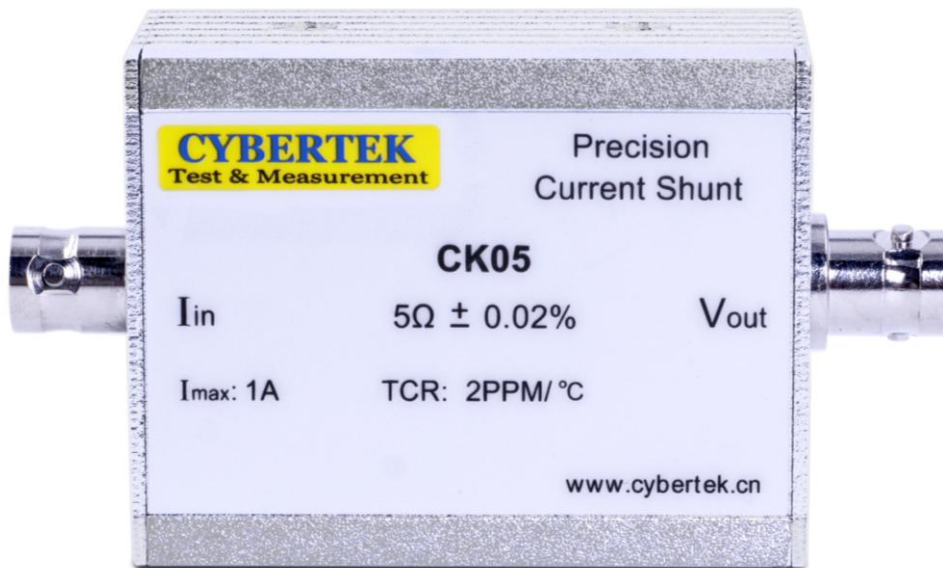 CYBERTEK
Test & Measurement
Precision
Current Shunt
CK05
Iin
5Ω ± 0.02%
Vout
Imax: 1A
TCR: 2PPM/℃
www.cybertek.cn